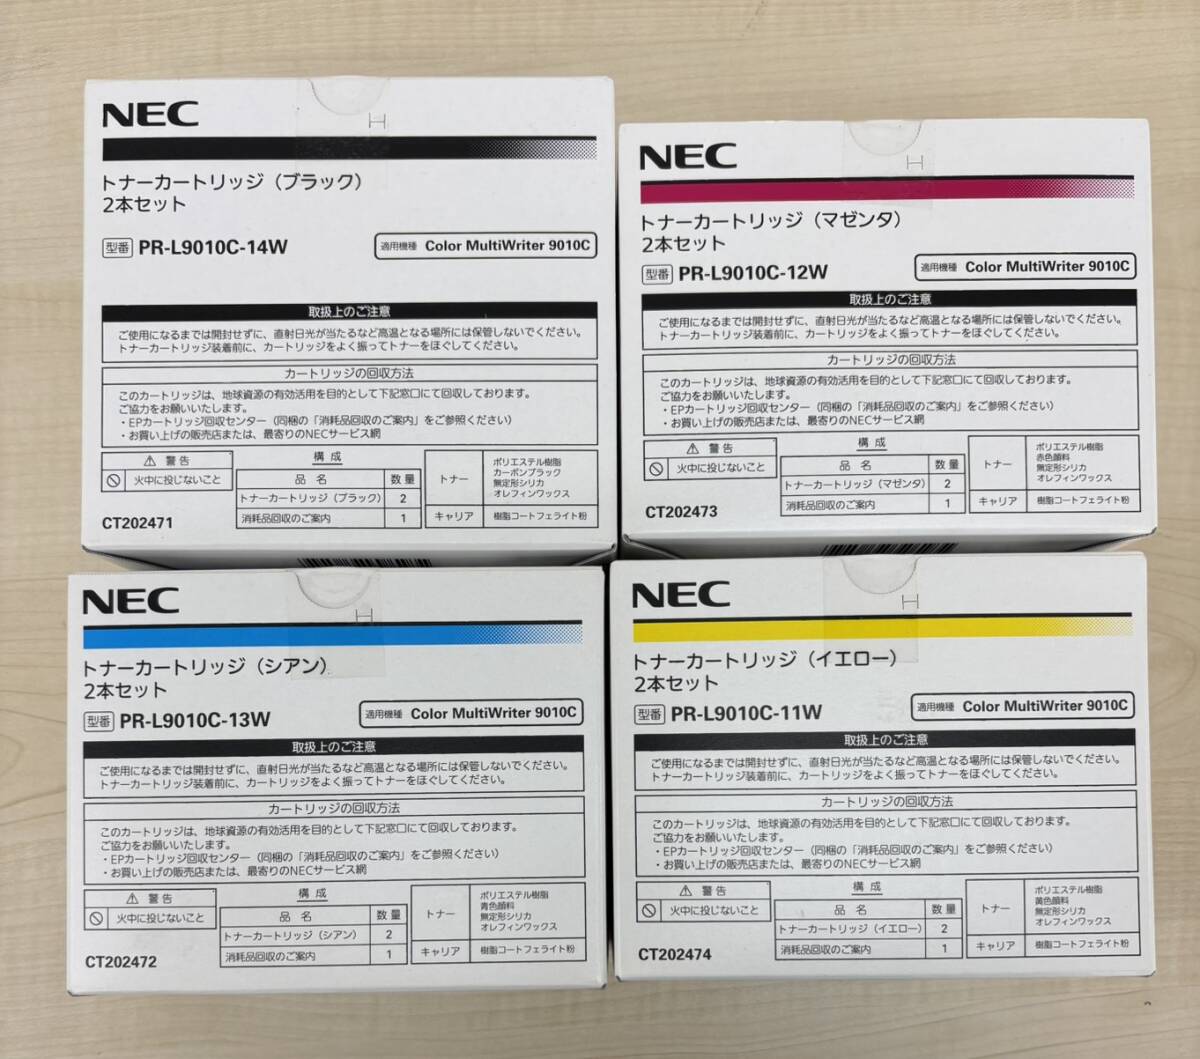 NEC
H
トナーカートリッジ（ブラック）
2本セット
型番 PR-L9010C-14W
適用機種 Color MultiWriter 9010C
取扱上のご注意
ご使用になるまでは開封せずに、直射日光が当たるなど高温となる場所には保管しないでください。
トナーカートリッジ装着前に、カートリッジをよく振ってトナーをほぐしてください。
カートリッジの回収方法
このカートリッジは、地球資源の有効活用を目的として下記窓口にて回収しております。
ご協力をお願いいたします。
・EPカートリッジ回収センター（同梱の「消耗品回収のご案内」をご参照ください）
・お買い上げの販売店または、最寄りのNECサービス網
⚠ 警告
火中に投じないこと
構成
品名 数量
トナーカートリッジ（ブラック） 2
消耗品回収のご案内 1
トナー
ポリエステル樹脂
カーボンブラック
無定形シリカ
オレフィンワックス
キャリア 樹脂コートフェライト粉
CT202471
NEC
H
トナーカートリッジ（マゼンタ）
2本セット
型番 PR-L9010C-12W
適用機種 Color MultiWriter 9010C
取扱上のご注意
ご使用になるまでは開封せずに、直射日光が当たるなど高温となる場所には保管しないでください。
トナーカートリッジ装着前に、カートリッジをよく振ってトナーをほぐしてください。
カートリッジの回収方法
このカートリッジは、地球資源の有効活用を目的として下記窓口にて回収しております。
ご協力をお願いいたします。
・EPカートリッジ回収センター（同梱の「消耗品回収のご案内」をご参照ください）
・お買い上げの販売店または、最寄りのNECサービス網
⚠ 警告
火中に投じないこと
構成
品名 数量
トナーカートリッジ（マゼンタ） 2
消耗品回収のご案内 1
トナー
ポリエステル樹脂
赤色顔料
無定形シリカ
オレフィンワックス
キャリア 樹脂コートフェライト粉
CT202473
NEC
H
トナーカートリッジ（シアン）
2本セット
型番 PR-L9010C-13W
適用機種 Color MultiWriter 9010C
取扱上のご注意
ご使用になるまでは開封せずに、直射日光が当たるなど高温となる場所には保管しないでください。
トナーカートリッジ装着前に、カートリッジをよく振ってトナーをほぐしてください。
カートリッジの回収方法
このカートリッジは、地球資源の有効活用を目的として下記窓口にて回収しております。
ご協力をお願いいたします。
・EPカートリッジ回収センター（同梱の「消耗品回収のご案内」をご参照ください）
・お買い上げの販売店または、最寄りのNECサービス網
⚠ 警告
火中に投じないこと
構成
品名 数量
トナーカートリッジ（シアン） 2
消耗品回収のご案内 1
トナー
ポリエステル樹脂
青色顔料
無定形シリカ
オレフィンワックス
キャリア 樹脂コートフェライト粉
CT202472
NEC
H
トナーカートリッジ（イエロー）
2本セット
型番 PR-L9010C-11W
適用機種 Color MultiWriter 9010C
取扱上のご注意
ご使用になるまでは開封せずに、直射日光が当たるなど高温となる場所には保管しないでください。
トナーカートリッジ装着前に、カートリッジをよく振ってトナーをほぐしてください。
カートリッジの回収方法
このカートリッジは、地球資源の有効活用を目的として下記窓口にて回収しております。
ご協力をお願いいたします。
・EPカートリッジ回収センター（同梱の「消耗品回収のご案内」をご参照ください）
・お買い上げの販売店または、最寄りのNECサービス網
⚠ 警告
火中に投じないこと
構成
品名 数量
トナーカートリッジ（イエロー） 2
消耗品回収のご案内 1
トナー
ポリエステル樹脂
黄色顔料
無定形シリカ
オレフィンワックス
キャリア 樹脂コートフェライト粉
CT202474